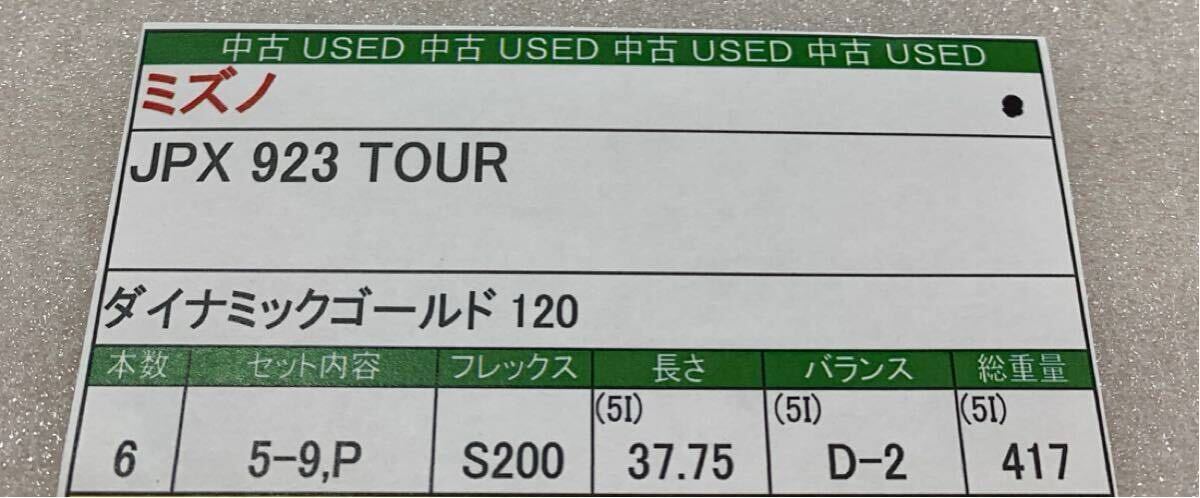 中古 USED 中古 USED 中古 USED 中古 USED
ミズノ
JPX 923 TOUR
ダイナミックゴールド 120
本数 セット内容 フレックス 長さ バランス 総重量
(5I) (5I) (5I)
6 5-9,P S200 37.75 D-2 417